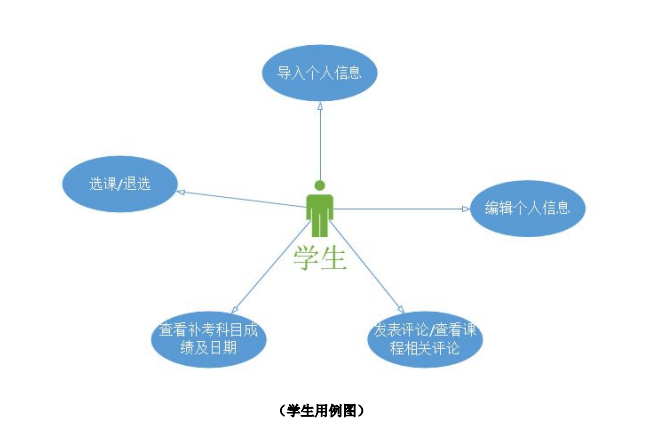 导入个人信息
选课/退选
编辑个人信息
学生
查看补考科目成
绩及日期
发表评论/查看课
程相关评论
（学生用例图）